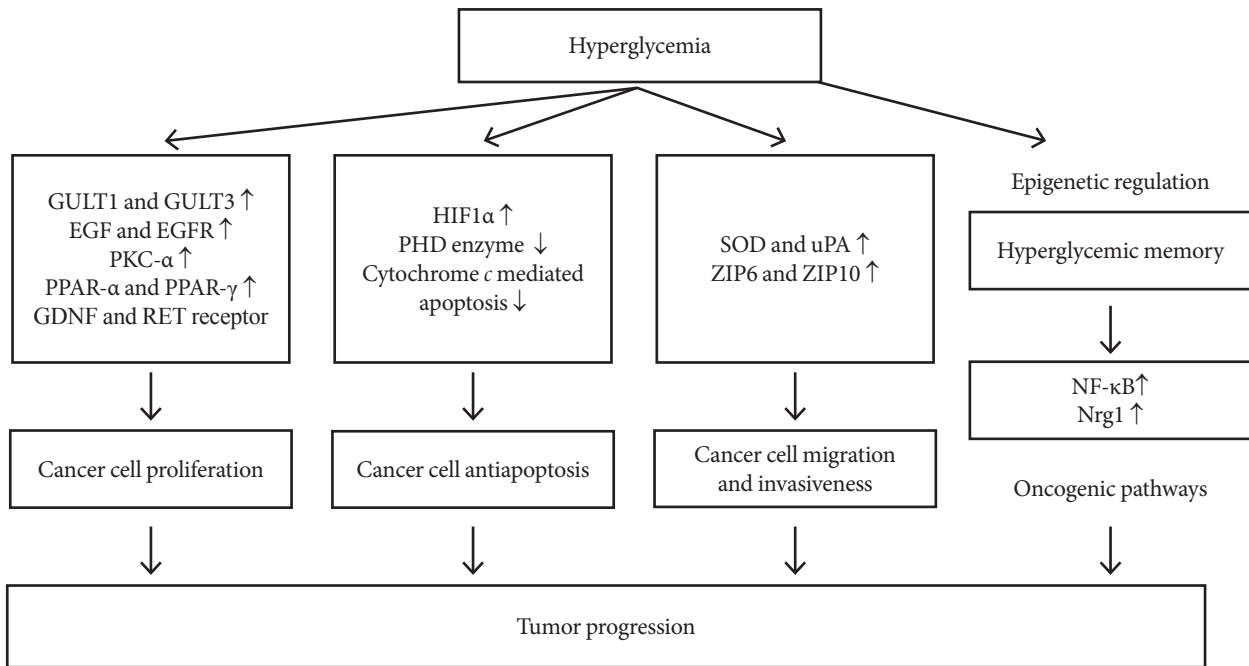 Hyperglycemia
GULT1 and GULT3 ↑
EGF and EGFR ↑
PKC-α ↑
PPAR-α and PPAR-γ ↑
GDNF and RET receptor
HIF1α ↑
PHD enzyme ↓
Cytochrome c mediated
apoptosis ↓
SOD and uPA ↑
ZIP6 and ZIP10 ↑
Epigenetic regulation
Hyperglycemic memory
NF-κB↑
Nrg1 ↑
Cancer cell proliferation
Cancer cell antiapoptosis
Cancer cell migration
and invasiveness
Oncogenic pathways
Tumor progression